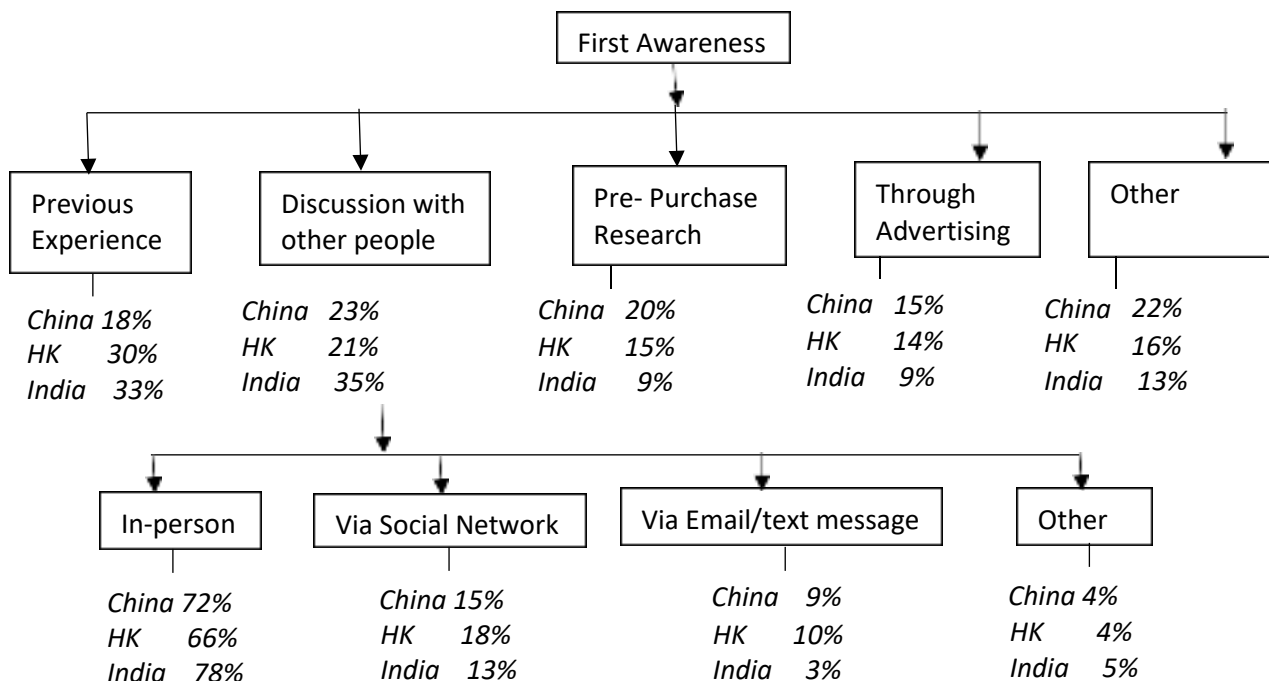 First Awareness
Previous
Experience
China 18%
HK 30%
India 33%
Discussion with
other people
China 23%
HK 21%
India 35%
Pre- Purchase
Research
China 20%
HK 15%
India 9%
Through
Advertising
China 15%
HK 14%
India 9%
Other
China 22%
HK 16%
India 13%
In-person
China 72%
HK 66%
India 78%
Via Social Network
China 15%
HK 18%
India 13%
Via Email/text message
China 9%
HK 10%
India 3%
Other
China 4%
HK 4%
India 5%